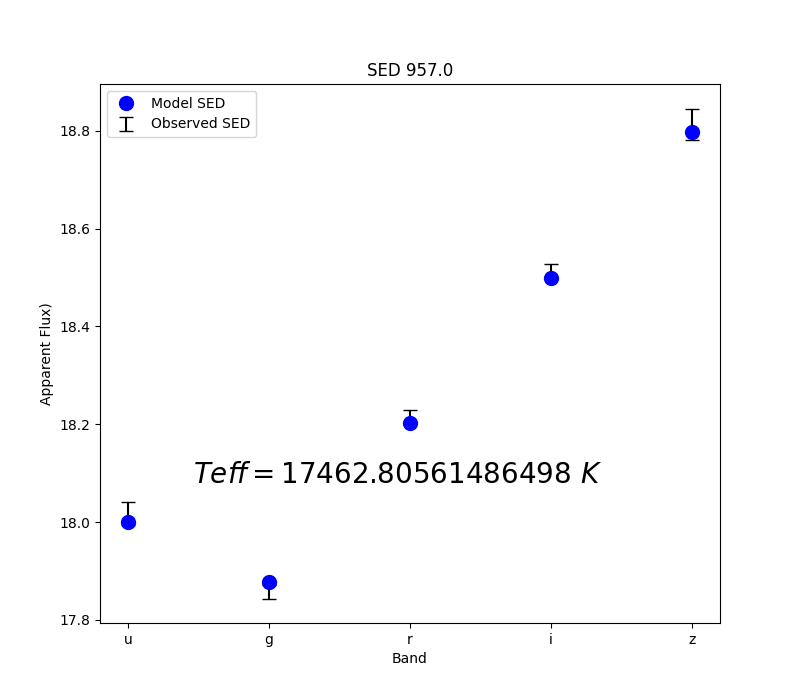 SED 957.0
Model SED
Observed SED
18.8
18.6
18.4
18.2
18.0
17.8
Apparent Flux)
Teff = 17462.80561486498 K
u g r i z
Band